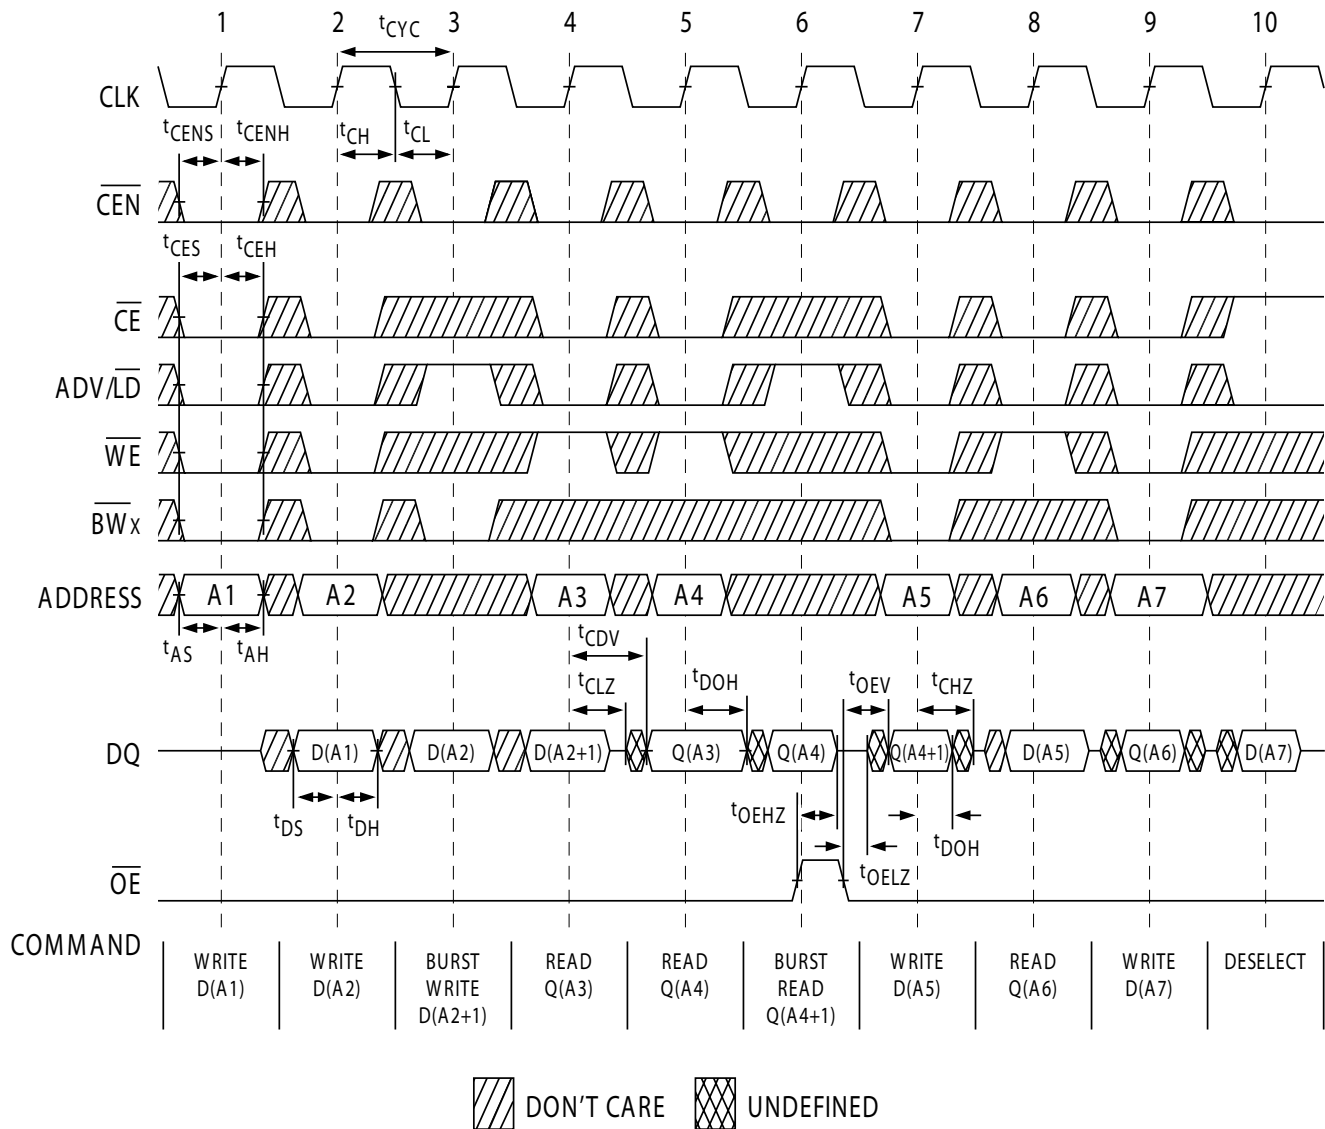 1 2 3 4 5 6 7 8 9 10
tCYC
CLK
tCENS tCENH tCH tCL
CEN
tCES tCEH
CE
ADV/LD
WE
BWx
ADDRESS A1 A2 A3 A4 A5 A6 A7
tAS tAH tCDV
tCLZ tDOH tOEV tCHZ
DQ D(A1) D(A2) D(A2+1) Q(A3) Q(A4) Q(A4+1) D(A5) Q(A6) D(A7)
tDS tDH tOEHZ tDOH
tOELZ
OE
COMMAND
WRITE WRITE BURST READ READ BURST WRITE READ WRITE DESELECT
D(A1) D(A2) WRITE Q(A3) Q(A4) READ D(A5) Q(A6) D(A7)
D(A2+1) Q(A4+1)
DON'T CARE UNDEFINED